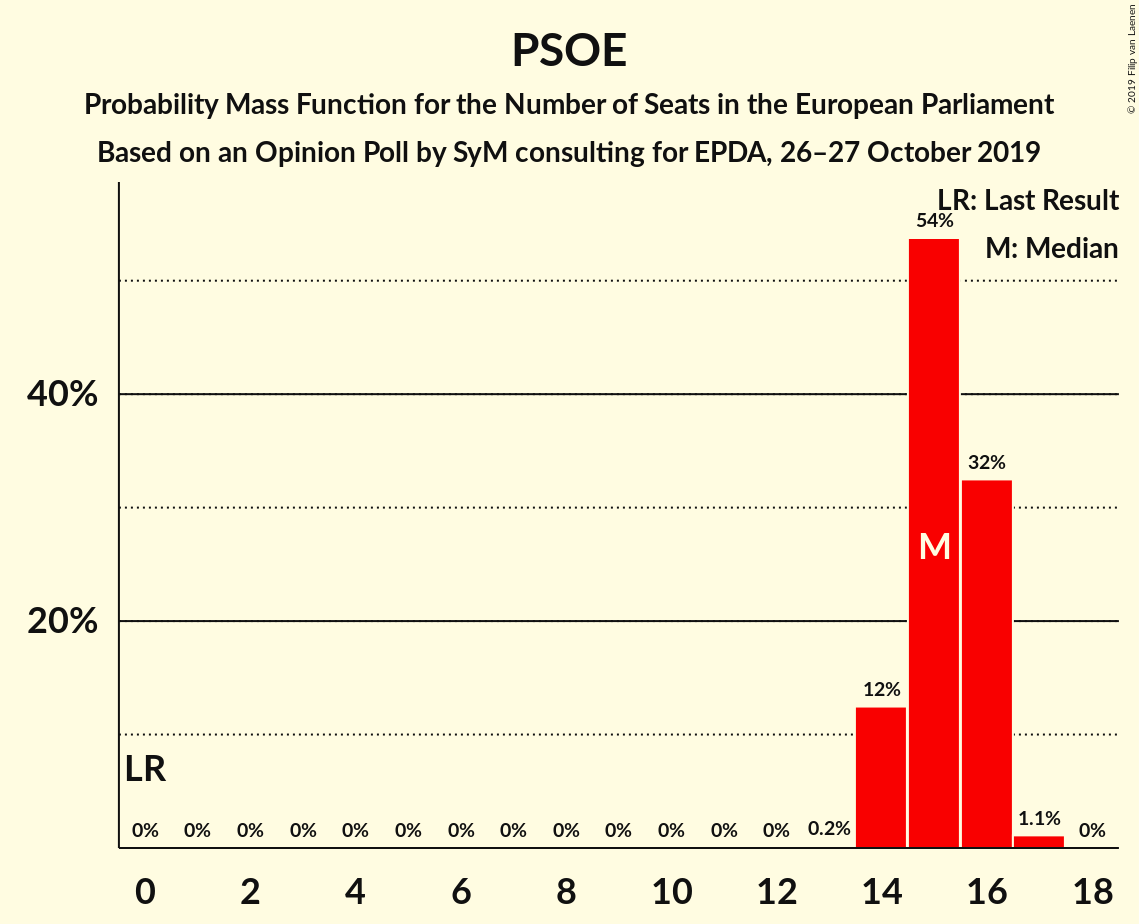 PSOE
Probability Mass Function for the Number of Seats in the European Parliament
Based on an Opinion Poll by SyM consulting for EPDA, 26–27 October 2019
© 2019 Filip van Laenen
LR: Last Result
M: Median
54%
40%
32%
M
20%
12%
LR
0% 0% 0% 0% 0% 0% 0% 0% 0% 0% 0% 0% 0% 0.2% 1.1% 0%
0 2 4 6 8 10 12 14 16 18